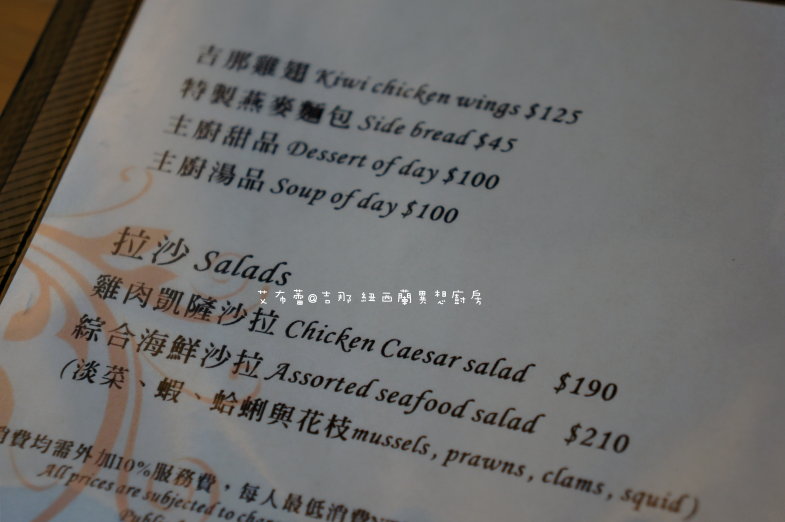 吉那雞翅 Kiwi chicken wings $125
特製燕麥麵包 Side bread $45
主廚甜品 Dessert of day $100
主廚湯品 Soup of day $100
拉沙 Salads
艾布蕾@吉那 紐西蘭異想廚房
雞肉凱薩沙拉 Chicken Caesar salad $190
綜合海鮮沙拉 Assorted seafood salad $210
(淡菜、蝦、蛤蜊與花枝mussels, prawns, clams, squid)
消費均需外加10%服務費，每人最低消費
All prices are subjected to